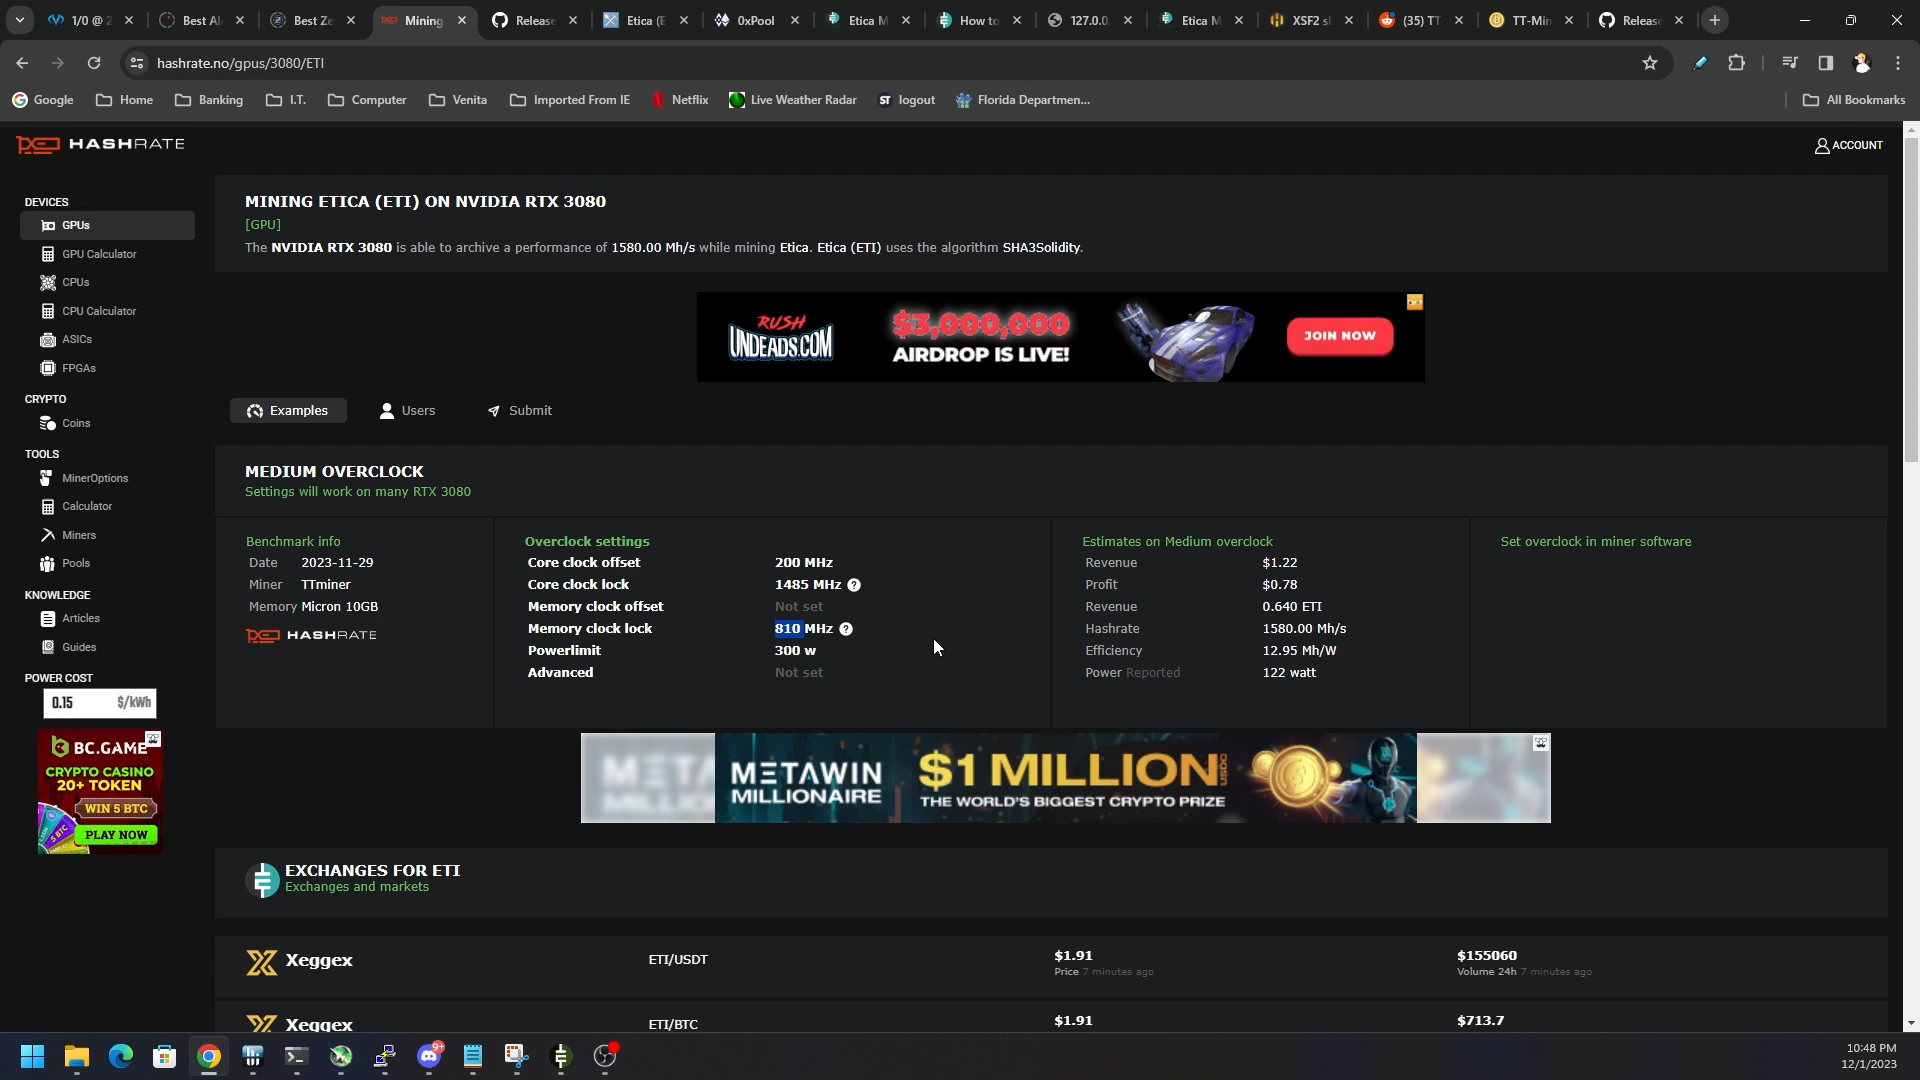 1/0 @ 2
Best Al
Best Ze
Mining
Release
Etica (E
0xPool
Etica M
How to
127.0.0.
Etica M
XSF2 sl
(35) TT
TT-Min
Release
hashrate.no/gpus/3080/ETI
Google
Home
Banking
I.T.
Computer
Venita
Imported From IE
Netflix
Live Weather Radar
ST logout
Florida Departmen...
All Bookmarks
HASHRATE
ACCOUNT
DEVICES
GPUs
GPU Calculator
CPUs
CPU Calculator
ASICs
FPGAs
CRYPTO
Coins
TOOLS
MinerOptions
Calculator
Miners
Pools
KNOWLEDGE
Articles
Guides
POWER COST
0.15 $/kWh
BC.GAME
CRYPTO CASINO
20+ TOKEN
WIN 5 BTC
PLAY NOW
MINING ETICA (ETI) ON NVIDIA RTX 3080
[GPU]
The NVIDIA RTX 3080 is able to archive a performance of 1580.00 Mh/s while mining Etica. Etica (ETI) uses the algorithm SHA3Solidity.
RUSH
UNDEADS.COM
$3,000,000
AIRDROP IS LIVE!
JOIN NOW
Examples
Users
Submit
MEDIUM OVERCLOCK
Settings will work on many RTX 3080
Benchmark info
Date 2023-11-29
Miner TTminer
Memory Micron 10GB
HASHRATE
Overclock settings
Core clock offset 200 MHz
Core clock lock 1485 MHz ?
Memory clock offset Not set
Memory clock lock 810 MHz ?
Powerlimit 300 w
Advanced Not set
Estimates on Medium overclock
Revenue $1.22
Profit $0.78
Revenue 0.640 ETI
Hashrate 1580.00 Mh/s
Efficiency 12.95 Mh/W
Power Reported 122 watt
Set overclock in miner software
METAWIN
MILLIONAIRE
$1 MILLION USDC
THE WORLD'S BIGGEST CRYPTO PRIZE
EXCHANGES FOR ETI
Exchanges and markets
Xeggex ETI/USDT $1.91 $155060
Price 7 minutes ago Volume 24h 7 minutes ago
Xeggex ETI/BTC $1.91 $713.7
9+
10:48 PM
12/1/2023